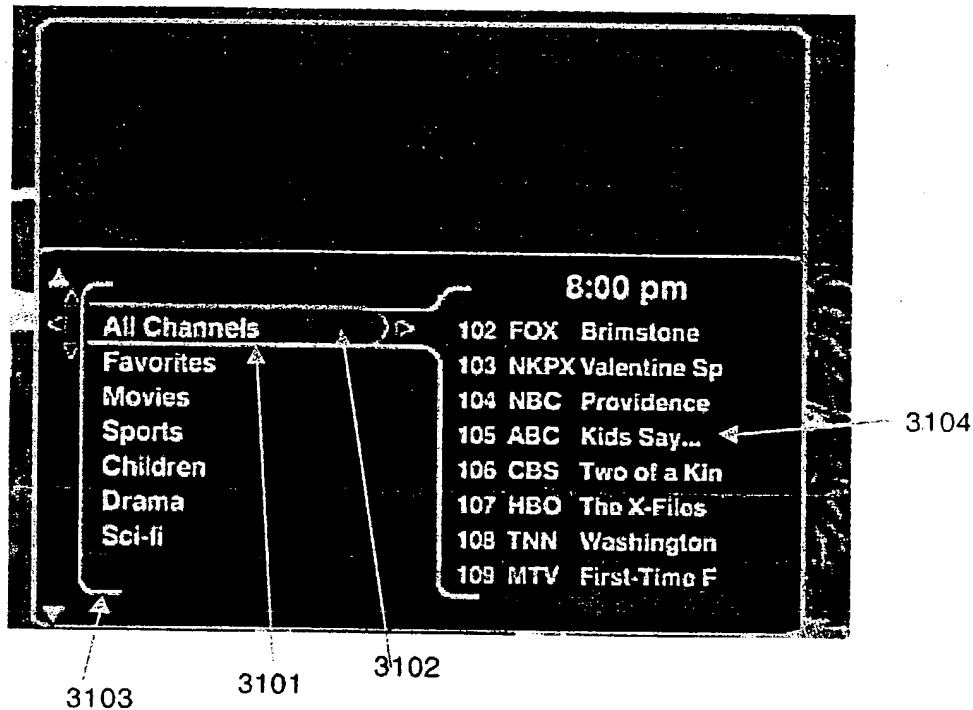 8:00 pm
All Channels
Favorites
Movies
Sports
Children
Drama
Sci-fi
102 FOX Brimstone
103 NKPX Valentine Sp
104 NBC Providence
105 ABC Kids Say...
106 CBS Two of a Kin
107 HBO The X-Files
108 TNN Washington
109 MTV First-Time F
3104
3103
3101
3102